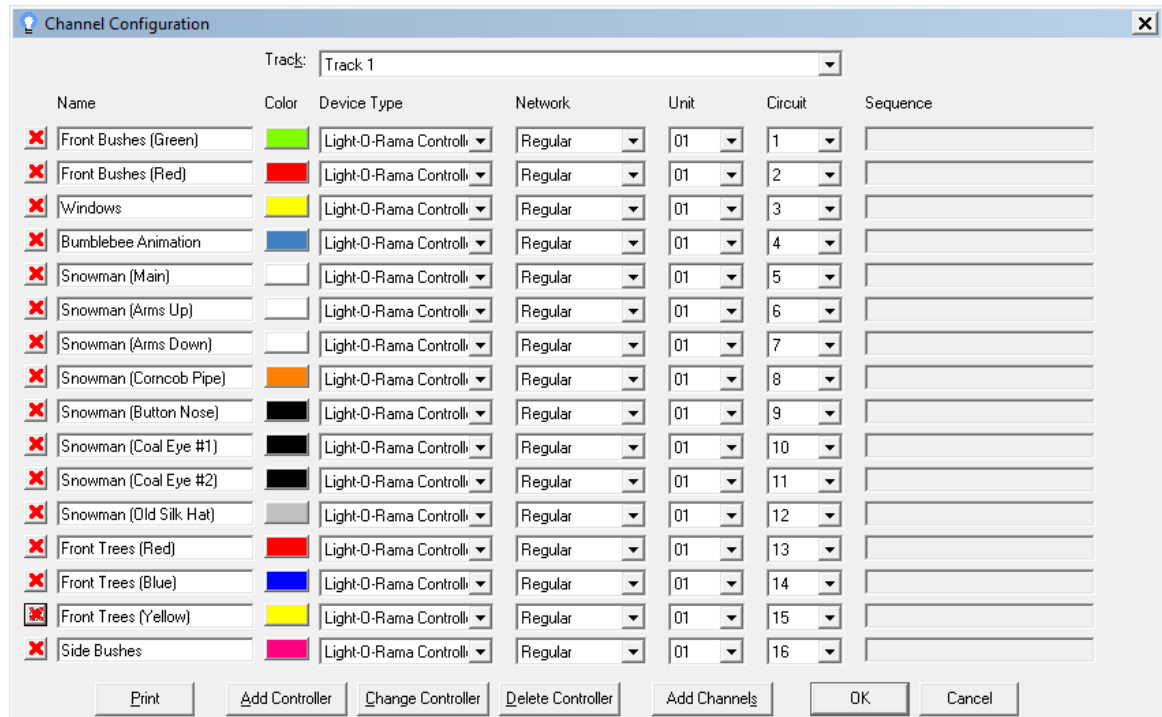 Channel Configuration
Track: Track 1
Name Color Device Type Network Unit Circuit Sequence
Front Bushes (Green) Light-O-Rama Controll Regular 01 1
Front Bushes (Red) Light-O-Rama Controll Regular 01 2
Windows Light-O-Rama Controll Regular 01 3
Bumblebee Animation Light-O-Rama Controll Regular 01 4
Snowman (Main) Light-O-Rama Controll Regular 01 5
Snowman (Arms Up) Light-O-Rama Controll Regular 01 6
Snowman (Arms Down) Light-O-Rama Controll Regular 01 7
Snowman (Corncob Pipe) Light-O-Rama Controll Regular 01 8
Snowman (Button Nose) Light-O-Rama Controll Regular 01 9
Snowman (Coal Eye #1) Light-O-Rama Controll Regular 01 10
Snowman (Coal Eye #2) Light-O-Rama Controll Regular 01 11
Snowman (Old Silk Hat) Light-O-Rama Controll Regular 01 12
Front Trees (Red) Light-O-Rama Controll Regular 01 13
Front Trees (Blue) Light-O-Rama Controll Regular 01 14
Front Trees (Yellow) Light-O-Rama Controll Regular 01 15
Side Bushes Light-O-Rama Controll Regular 01 16
Print Add Controller Change Controller Delete Controller Add Channels OK Cancel